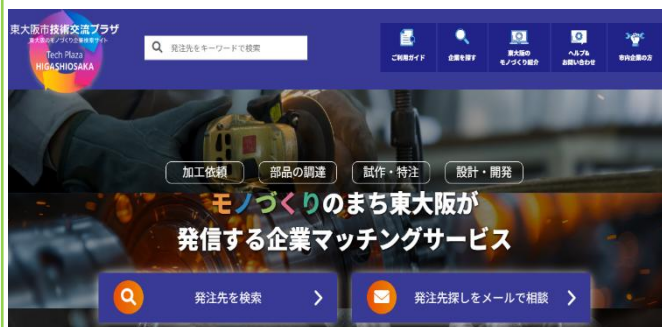 東大阪市技術交流プラザ
東大阪のモノづくり企業検索サイト
Tech Plaza
HIGASHIOSAKA
発注先をキーワードで検索
ご利用ガイド
企業を探す
東大阪の
モノづくり紹介
ヘルプ&
お問い合わせ
市内企業の方
加工依頼 部品の調達 試作・特注 設計・開発
モノづくりのまち東大阪が
発信する企業マッチングサービス
発注先を検索
発注先探しをメールで相談